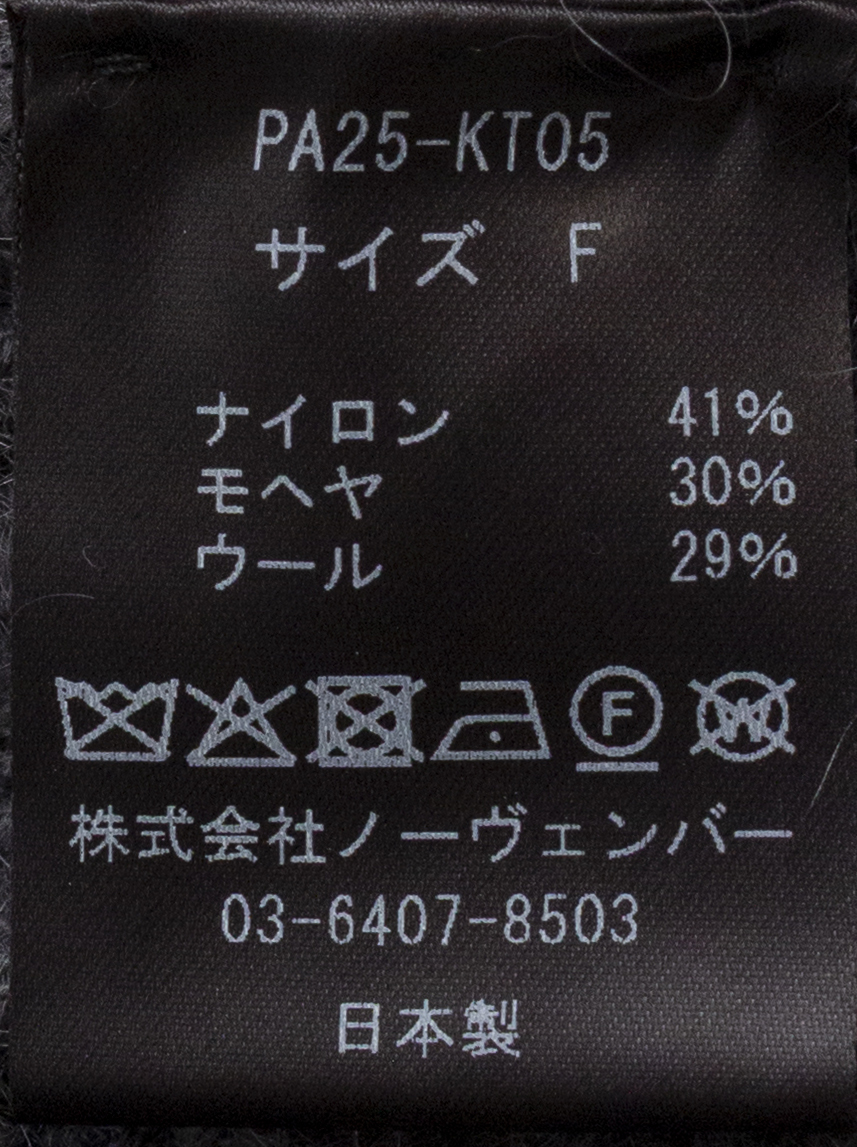 PA25-KT05
サイズ F
ナイロン 41%
モヘヤ 30%
ウール 29%
F W
株式会社ノーヴェンバー
03-6407-8503
日本製